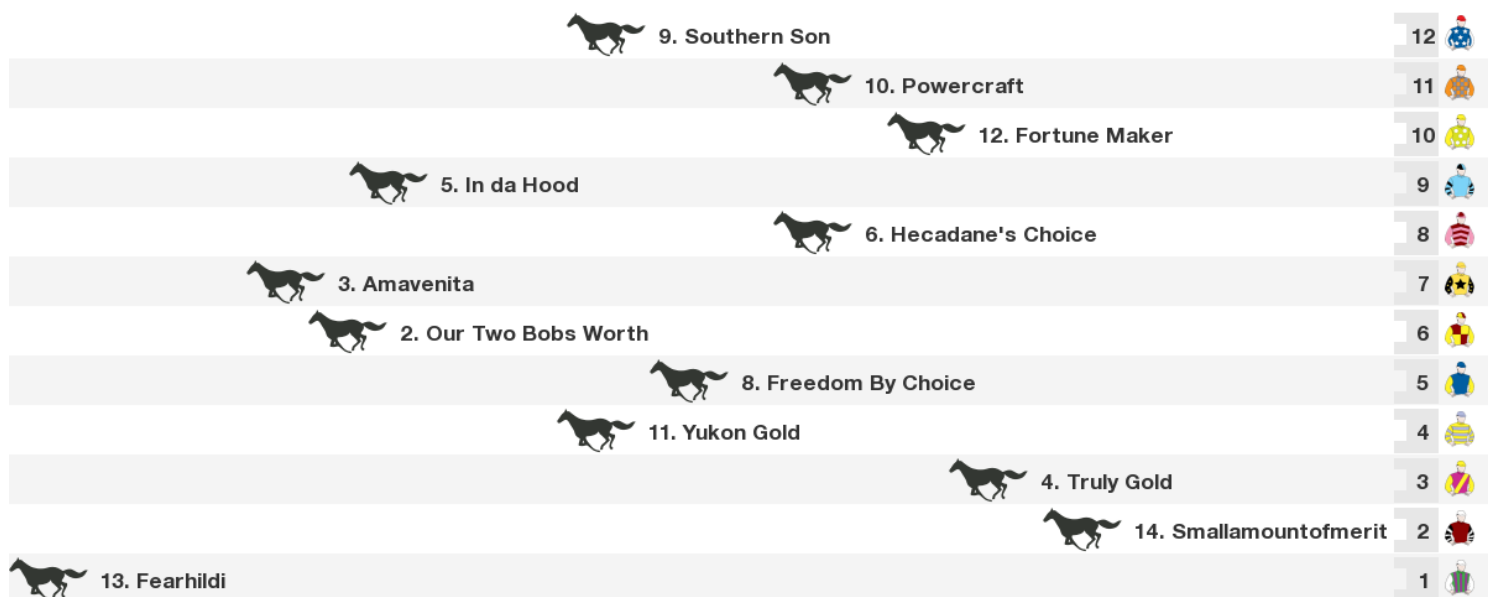 9. Southern Son 12
10. Powercraft 11
12. Fortune Maker 10
5. In da Hood 9
6. Hecadane's Choice 8
3. Amavenita 7
2. Our Two Bobs Worth 6
8. Freedom By Choice 5
11. Yukon Gold 4
4. Truly Gold 3
14. Smallamountofmerit 2
13. Fearhildi 1